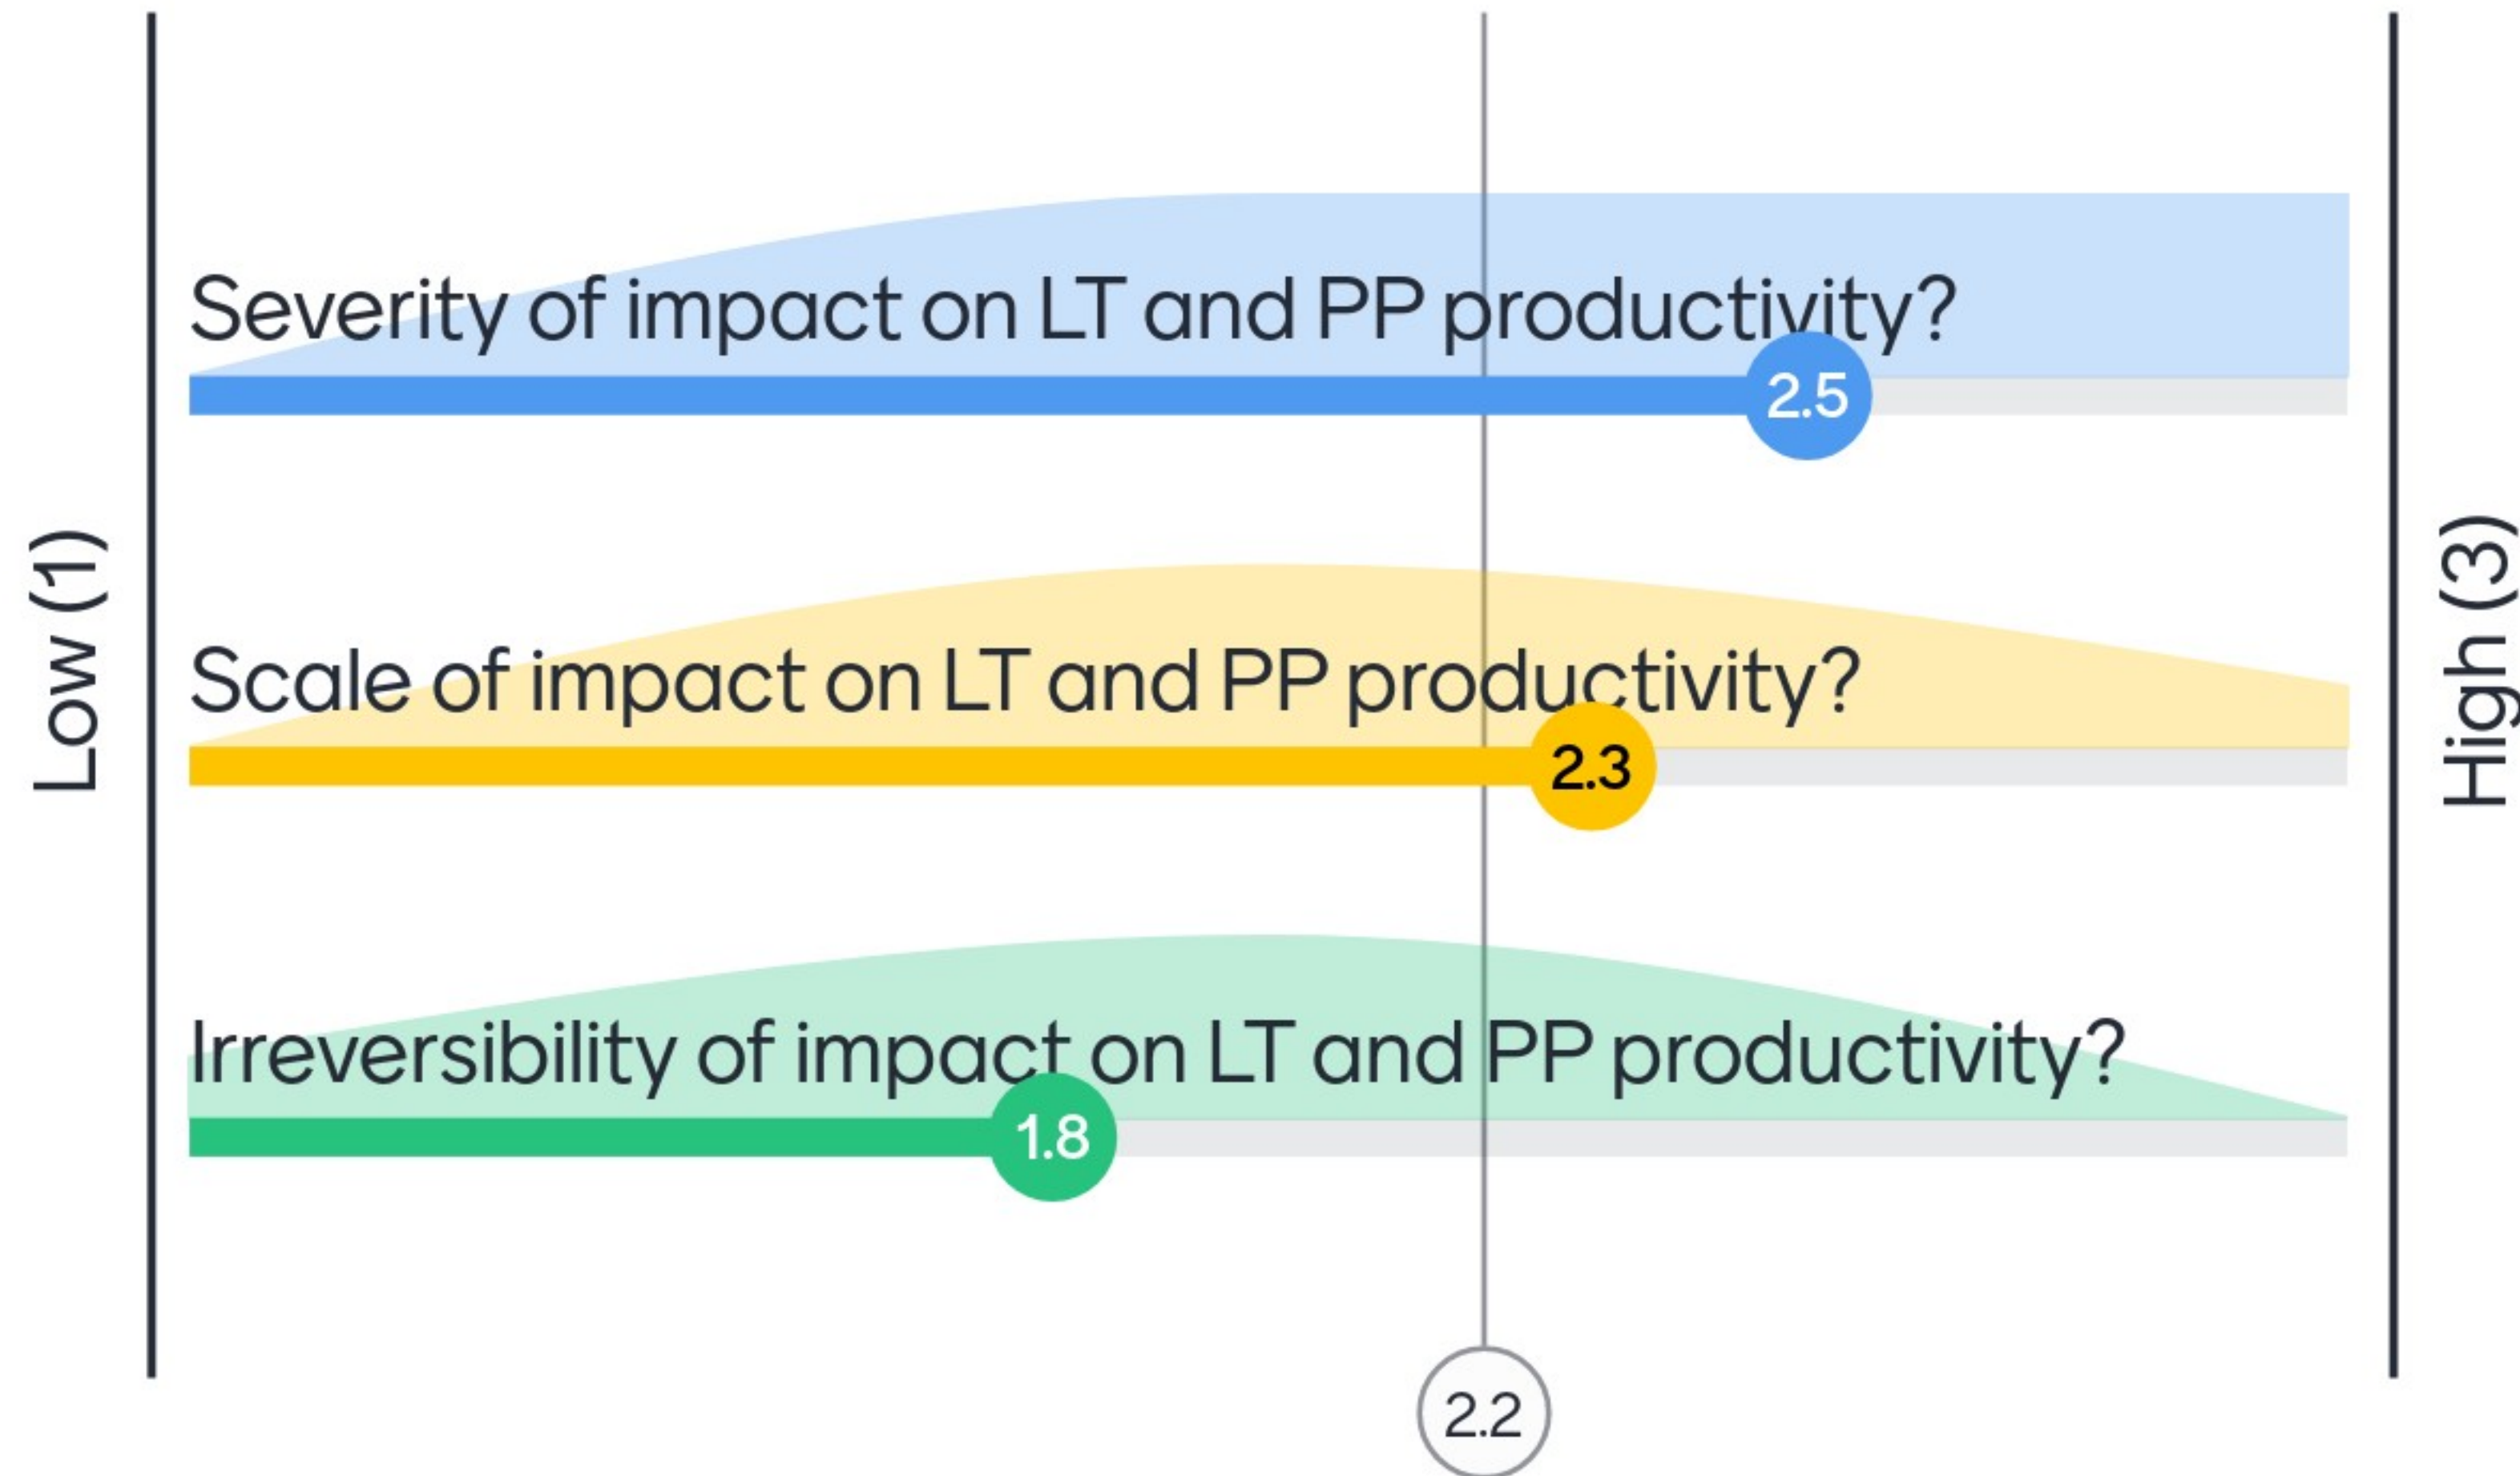 Severity of impact on LT and PP productivity?
2.5
Low (1)
High (3)
Scale of impact on LT and PP productivity?
2.3
Irreversibility of impact on LT and PP productivity?
1.8
2.2